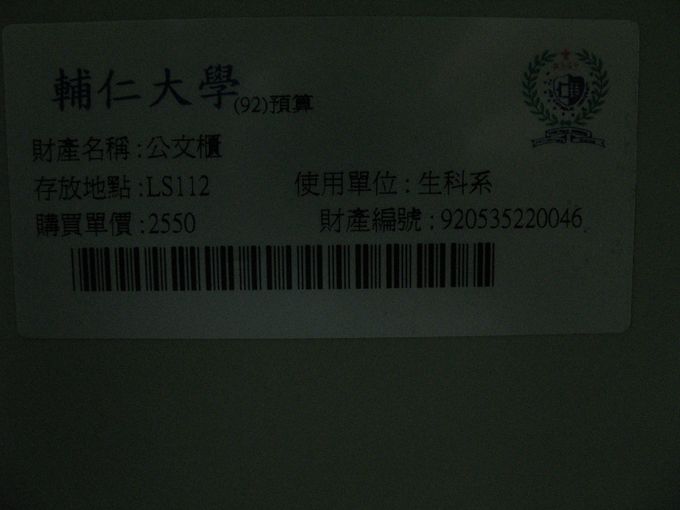 輔仁大學(92)預算
財產名稱:公文櫃
存放地點:LS112 使用單位:生科系
購買單價:2550 財產編號:920535220046